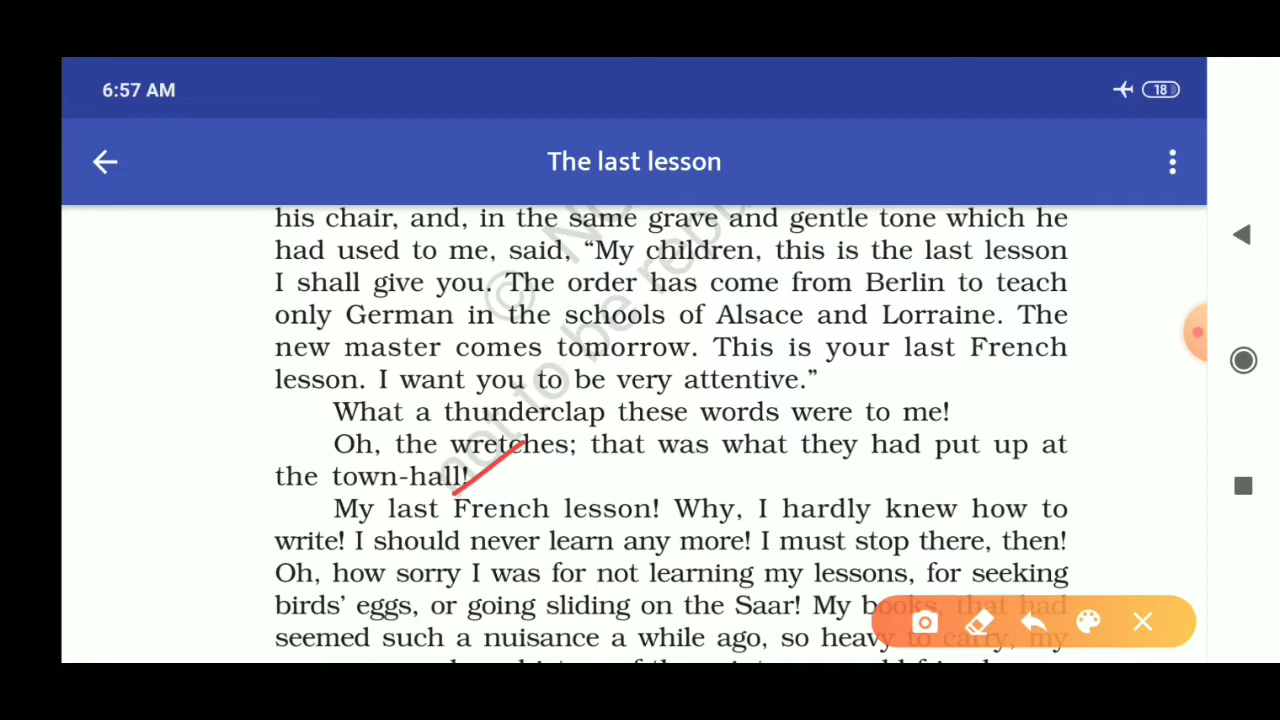 6:57 AM
18
The last lesson
his chair, and, in the same grave and gentle tone which he
had used to me, said, “My children, this is the last lesson
I shall give you. The order has come from Berlin to teach
only German in the schools of Alsace and Lorraine. The
new master comes tomorrow. This is your last French
lesson. I want you to be very attentive.”
What a thunderclap these words were to me!
Oh, the wretches; that was what they had put up at
the town-hall!
My last French lesson! Why, I hardly knew how to
write! I should never learn any more! I must stop there, then!
Oh, how sorry I was for not learning my lessons, for seeking
birds’ eggs, or going sliding on the Saar! My books, that had
seemed such a nuisance a while ago, so heavy to carry, my
© NC
not to be repu